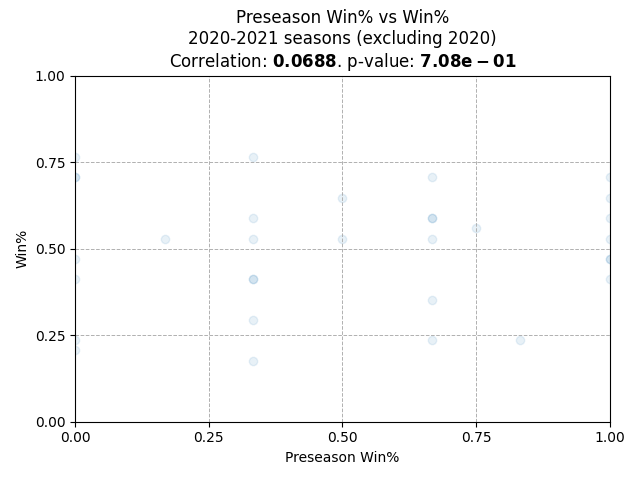 Preseason Win% vs Win%
2020-2021 seasons (excluding 2020)
Correlation: 0.0688. p-value: 7.08e − 01
1.00
0.75
0.50
0.25
0.00
Win%
0.00 0.25 0.50 0.75 1.00
Preseason Win%